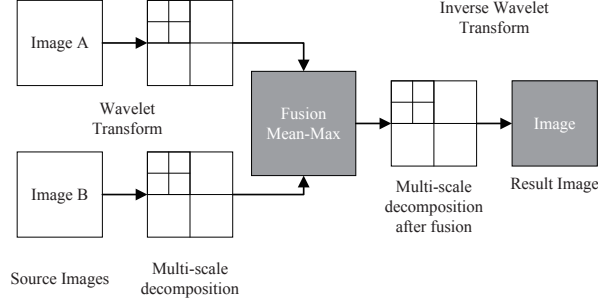 Image A
Inverse Wavelet
Transform
Wavelet
Transform
Fusion
Mean-Max
Image
Image B
Multi-scale
decomposition
after fusion
Result Image
Source Images
Multi-scale
decomposition